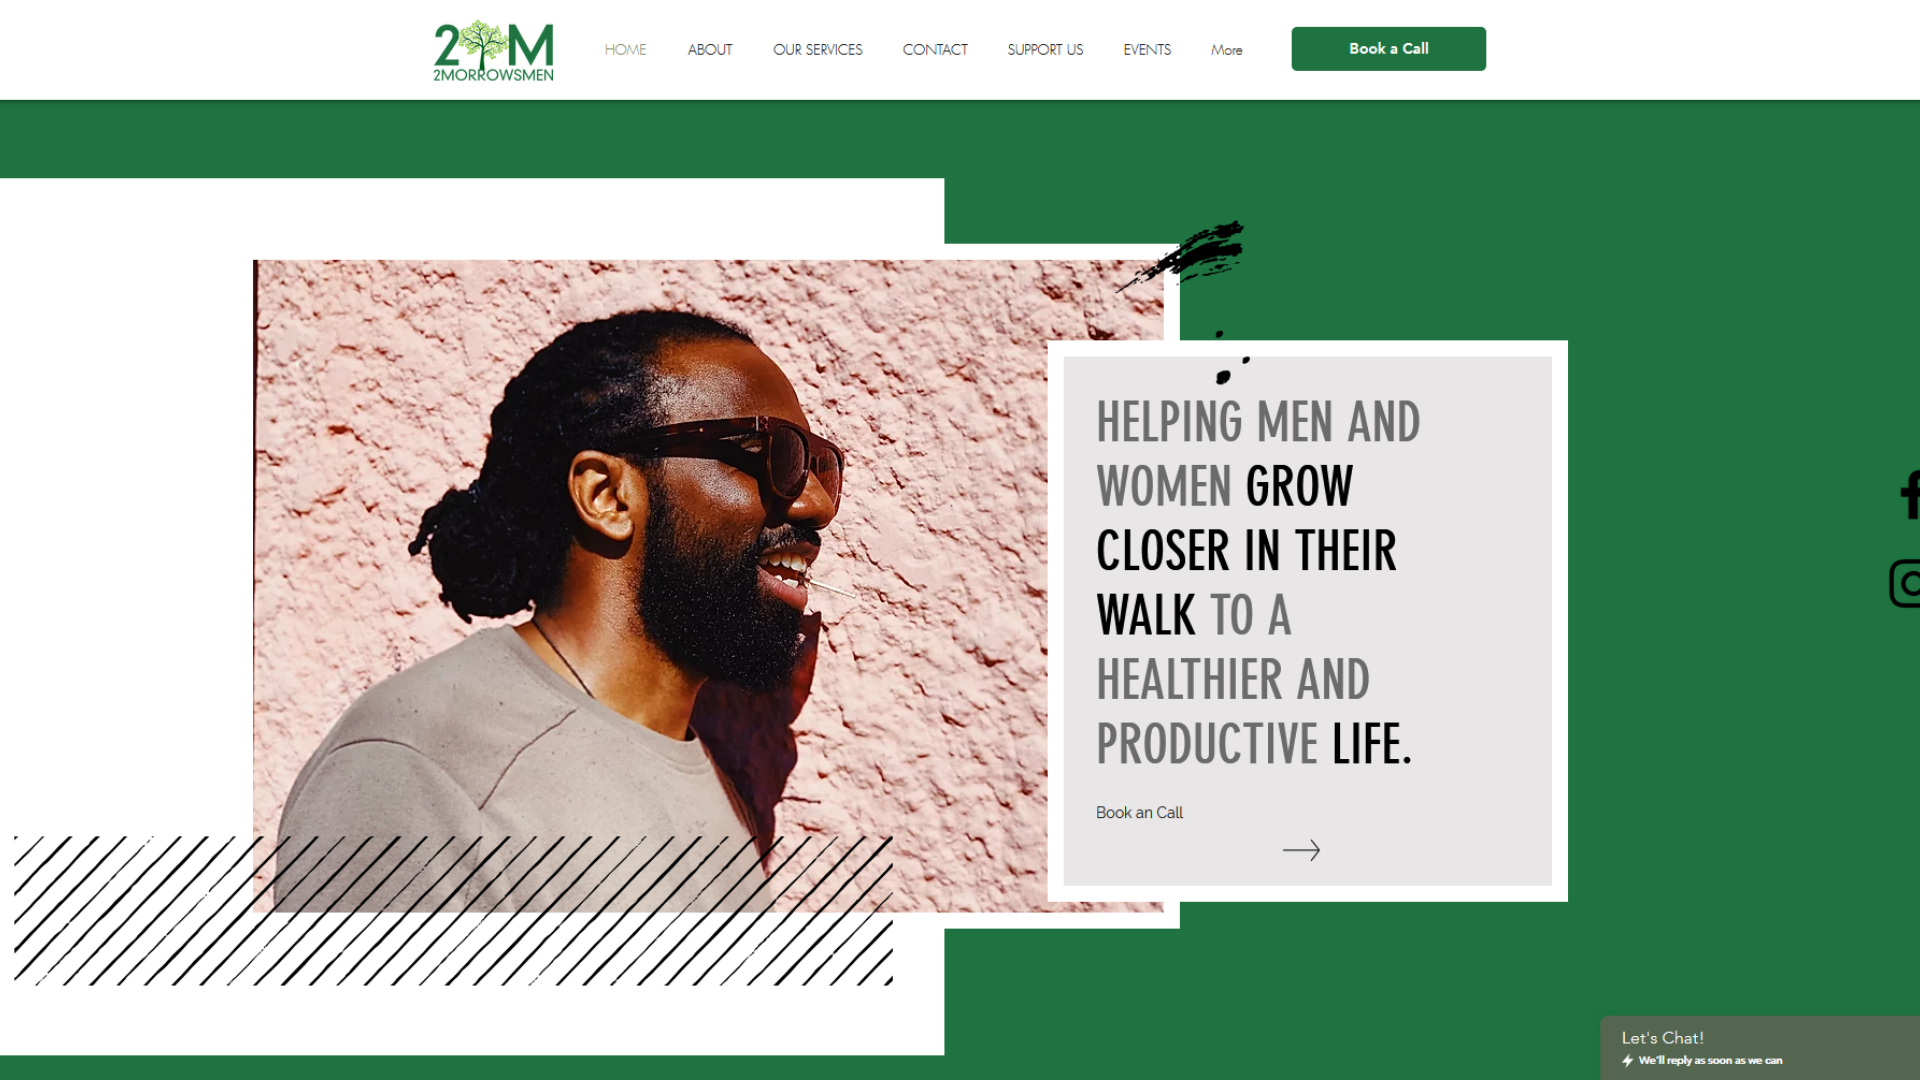 2 M
2MORROWSMEN
HOME
ABOUT
OUR SERVICES
CONTACT
SUPPORT US
EVENTS
More
Book a Call
HELPING MEN AND
WOMEN GROW
CLOSER IN THEIR
WALK TO A
HEALTHIER AND
PRODUCTIVE LIFE.
Book an Call
Let's Chat!
We'll reply as soon as we can